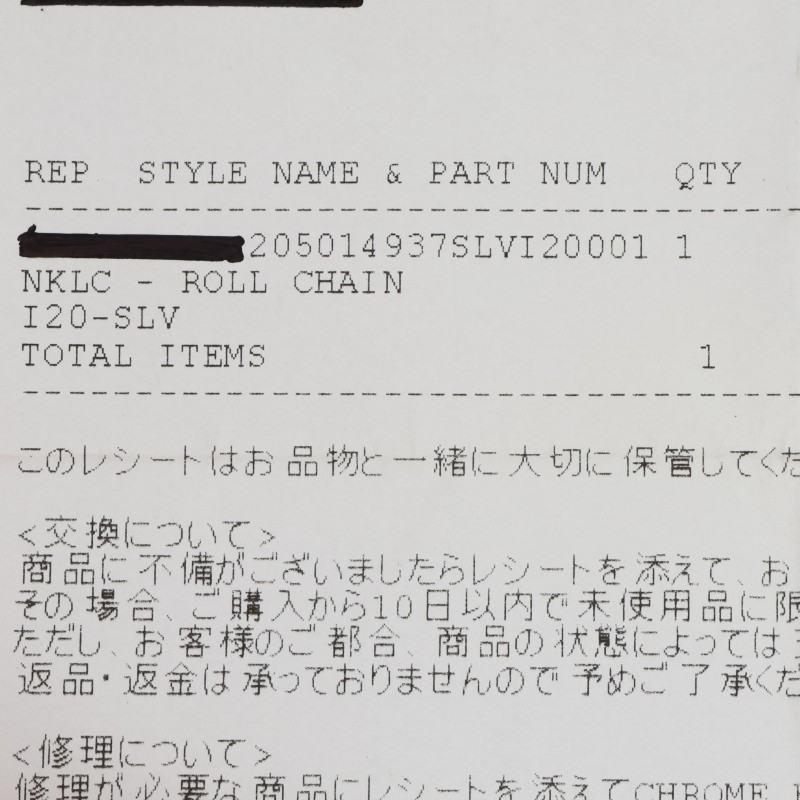 REP STYLE NAME & PART NUM QTY
205014937SLVI20001 1
NKLC - ROLL CHAIN
I20-SLV
TOTAL ITEMS 1
このレシートはお品物と一緒に大切に保管してくだ
<交換について>
商品に不備がございましたらレシートを添えて、お
その場合、ご購入から10日以内で未使用品に限
ただし、お客様のご都合、商品の状態によっては
返品・返金は承っておりませんので予めご了承くだ
<修理について>
修理が必要な商品にレシートを添えてCHROME